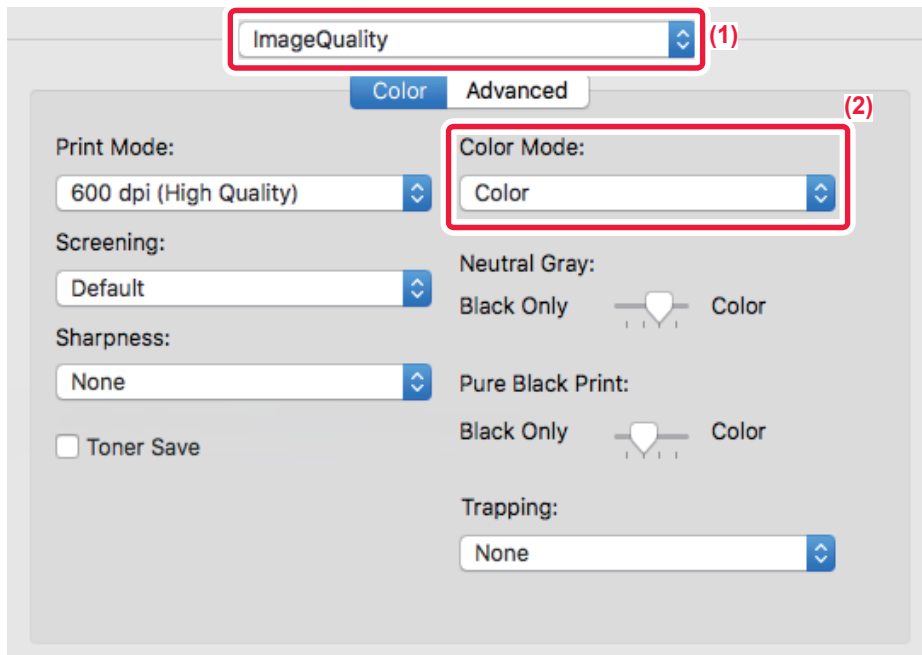 ImageQuality
(1)
Color
Advanced
(2)
Print Mode:
600 dpi (High Quality)
Screening:
Default
Sharpness:
None
Toner Save
Color Mode:
Color
Neutral Gray:
Black Only Color
Pure Black Print:
Black Only Color
Trapping:
None